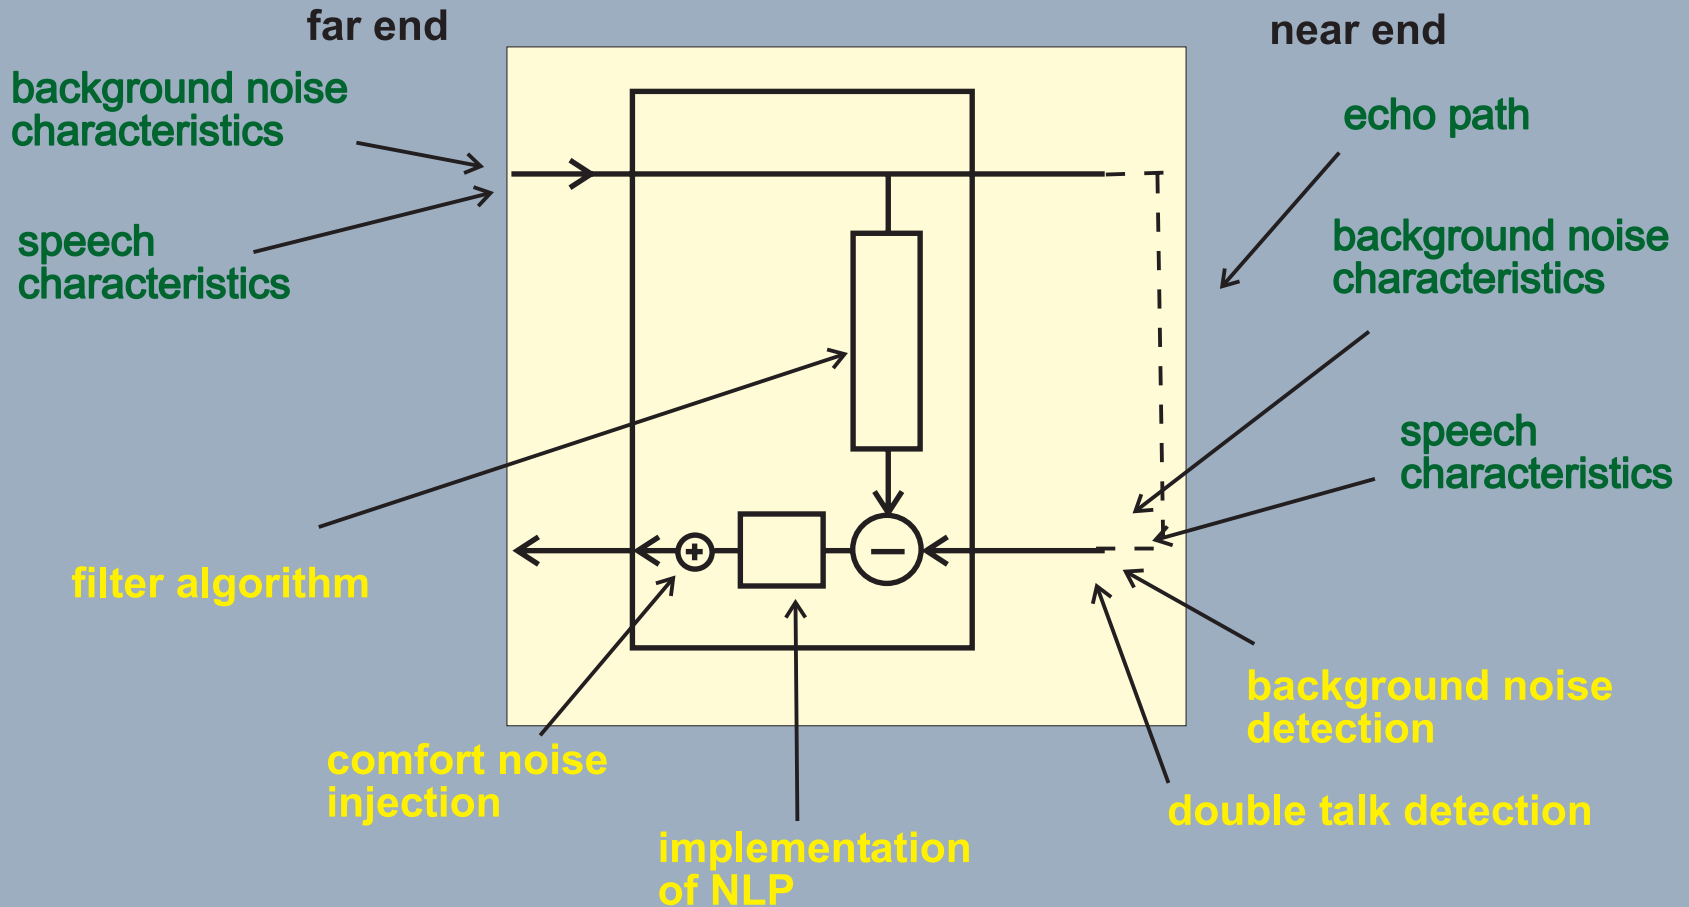 far end
near end
background noise
characteristics
echo path
speech
characteristics
background noise
characteristics
speech
characteristics
filter algorithm
+
−
background noise
detection
comfort noise
injection
double talk detection
implementation
of NLP